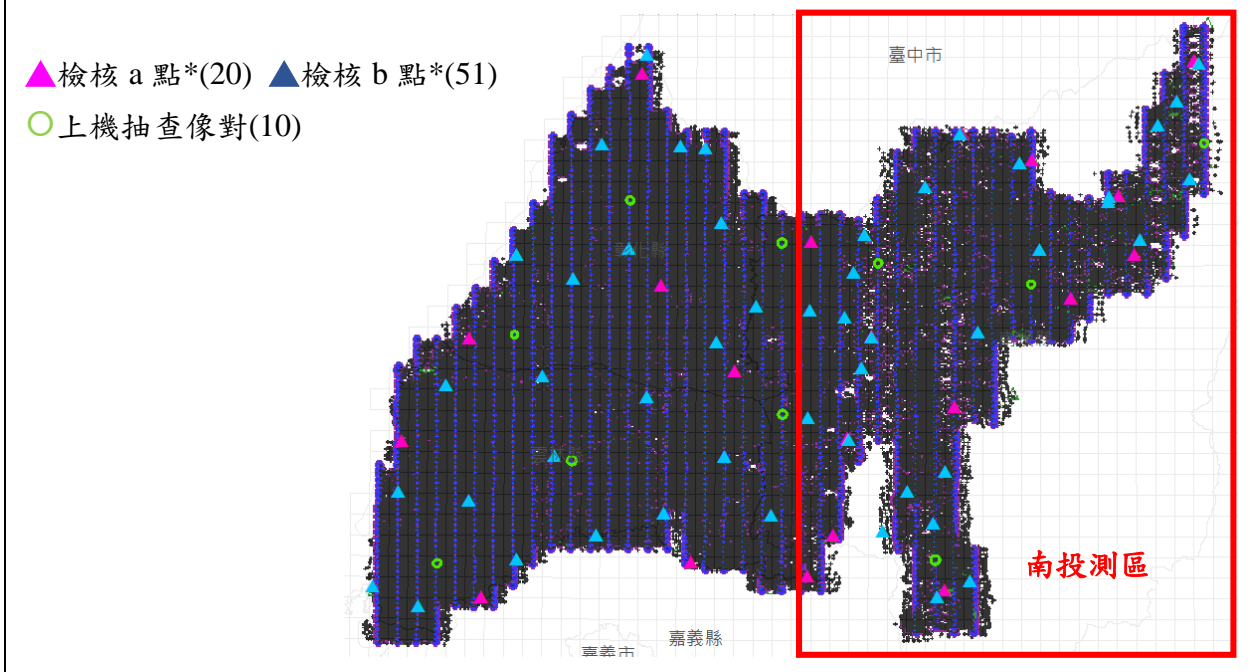 ▲檢核 a 點*(20) ▲檢核 b 點*(51)
○上機抽查像對(10)
臺中市
南投測區
嘉義縣
嘉義市